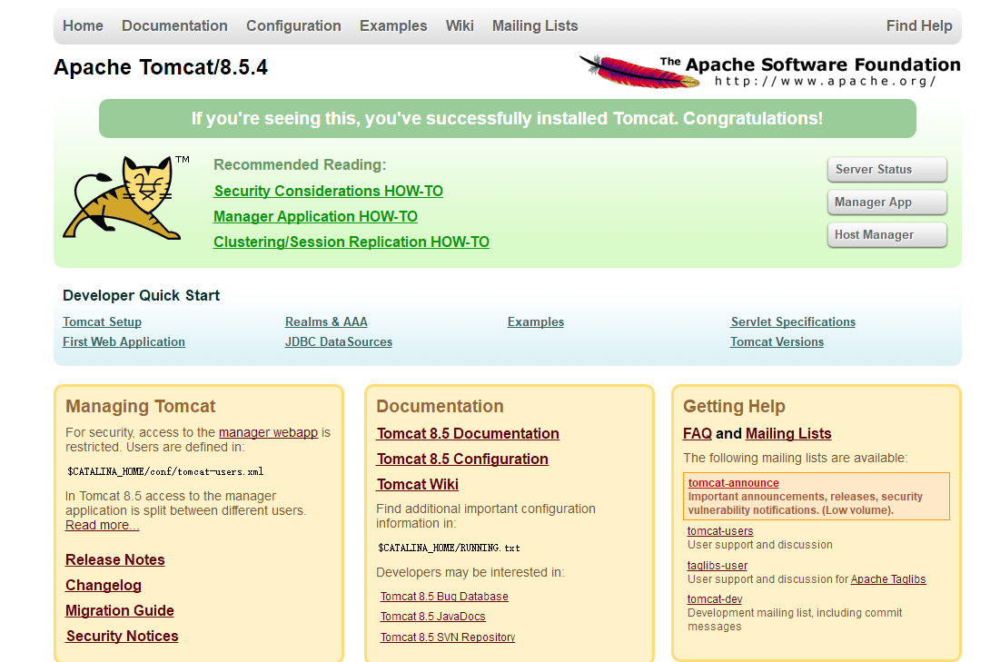 Home Documentation Configuration Examples Wiki Mailing Lists Find Help
Apache Tomcat/8.5.4
The Apache Software Foundation
http://www.apache.org/
If you're seeing this, you've successfully installed Tomcat. Congratulations!
TM
Recommended Reading:
Security Considerations HOW-TO
Manager Application HOW-TO
Clustering/Session Replication HOW-TO
Server Status
Manager App
Host Manager
Developer Quick Start
Tomcat Setup
First Web Application
Realms & AAA
JDBC DataSources
Examples
Servlet Specifications
Tomcat Versions
Managing Tomcat
For security, access to the manager webapp is
restricted. Users are defined in:
$CATALINA_HOME/conf/tomcat-users.xml
In Tomcat 8.5 access to the manager
application is split between different users.
Read more...
Release Notes
Changelog
Migration Guide
Security Notices
Documentation
Tomcat 8.5 Documentation
Tomcat 8.5 Configuration
Tomcat Wiki
Find additional important configuration
information in:
$CATALINA_HOME/RUNNING.txt
Developers may be interested in:
Tomcat 8.5 Bug Database
Tomcat 8.5 JavaDocs
Tomcat 8.5 SVN Repository
Getting Help
FAQ and Mailing Lists
The following mailing lists are available:
tomcat-announce
Important announcements, releases, security
vulnerability notifications. (Low volume).
tomcat-users
User support and discussion
taglibs-user
User support and discussion for Apache Taglibs
tomcat-dev
Development mailing list, including commit
messages